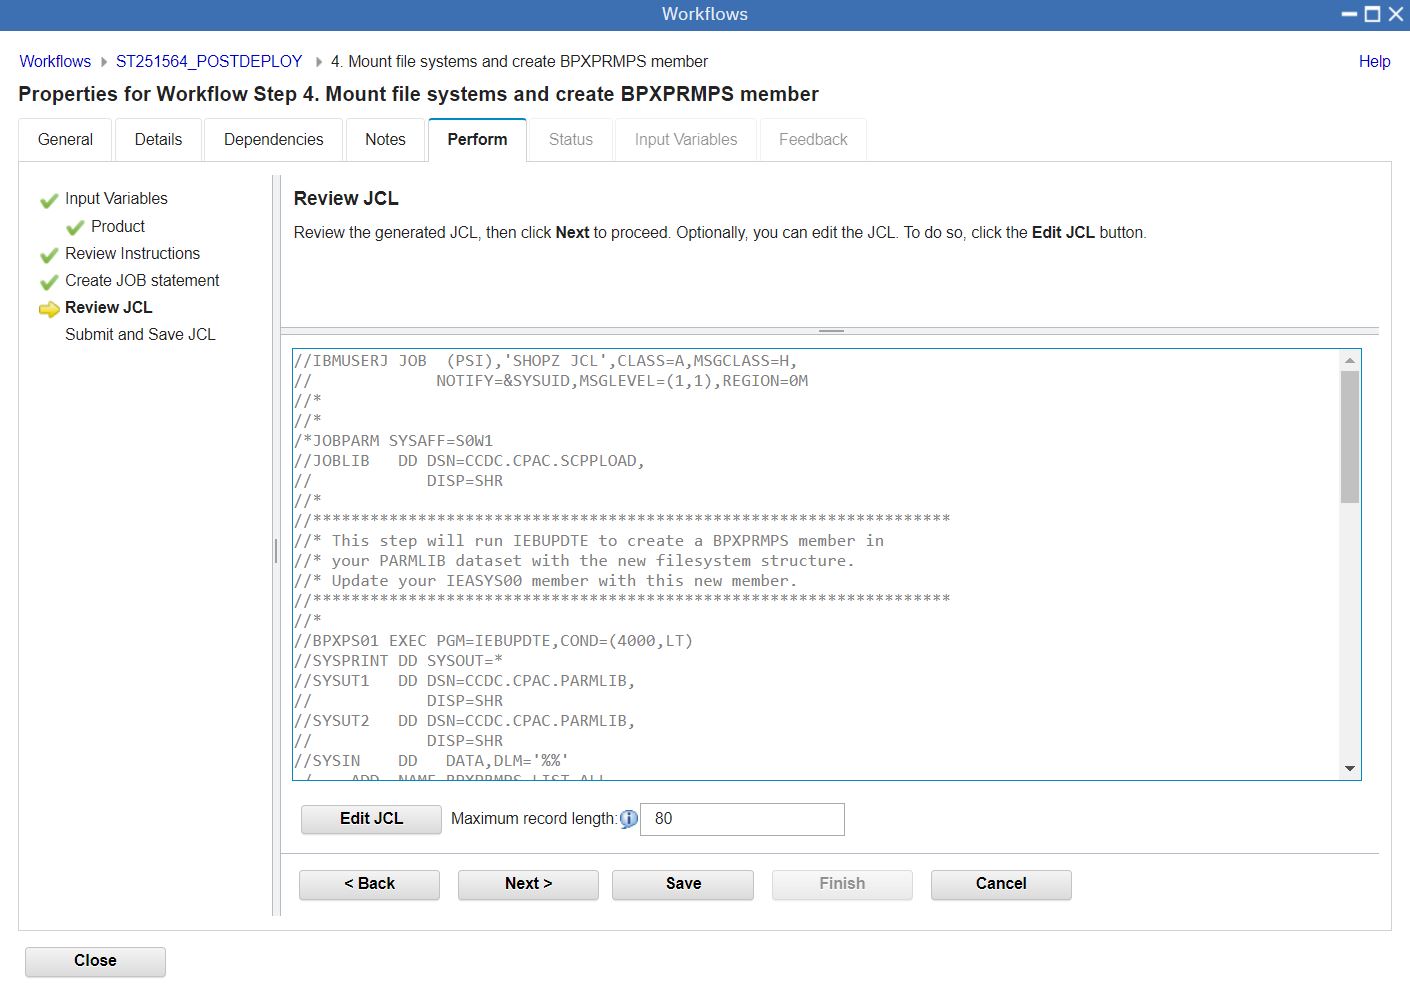 Workflows
Workflows ST251564_POSTDEPLOY 4. Mount file systems and create BPXPRMPS member
Help
Properties for Workflow Step 4. Mount file systems and create BPXPRMPS member
General Details Dependencies Notes Perform Status Input Variables Feedback
Input Variables
Product
Review Instructions
Create JOB statement
Review JCL
Submit and Save JCL
Review JCL
Review the generated JCL, then click Next to proceed. Optionally, you can edit the JCL. To do so, click the Edit JCL button.
//IBMUSERJ JOB  (PSI),'SHOPZ JCL',CLASS=A,MSGCLASS=H,
//             NOTIFY=&SYSUID,MSGLEVEL=(1,1),REGION=0M
//*
//*
/*JOBPARM SYSAFF=S0W1
//JOBLIB   DD DSN=CCDC.CPAC.SCPPLOAD,
//            DISP=SHR
//*
//*******************************************************************
//* This step will run IEBUPDTE to create a BPXPRMPS member in
//* your PARMLIB dataset with the new filesystem structure.
//* Update your IEASYS00 member with this new member.
//*******************************************************************
//*
//BPXPS01 EXEC PGM=IEBUPDTE,COND=(4000,LT)
//SYSPRINT DD SYSOUT=*
//SYSUT1   DD DSN=CCDC.CPAC.PARMLIB,
//            DISP=SHR
//SYSUT2   DD DSN=CCDC.CPAC.PARMLIB,
//            DISP=SHR
//SYSIN    DD   DATA,DLM='%%'
Edit JCL Maximum record length: 80
< Back Next > Save Finish Cancel
Close